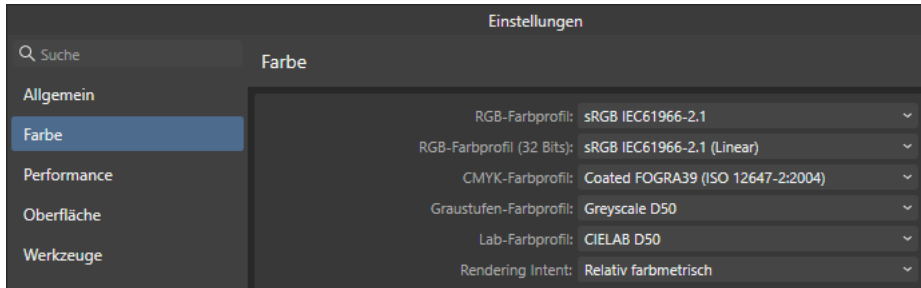 Einstellungen
Suche
Farbe
Allgemein
Farbe
Performance
Oberfläche
Werkzeuge
RGB-Farbprofil: sRGB IEC61966-2.1
RGB-Farbprofil (32 Bits): sRGB IEC61966-2.1 (Linear)
CMYK-Farbprofil: Coated FOGRA39 (ISO 12647-2:2004)
Graustufen-Farbprofil: Greyscale D50
Lab-Farbprofil: CIELAB D50
Rendering Intent: Relativ farbmetrisch